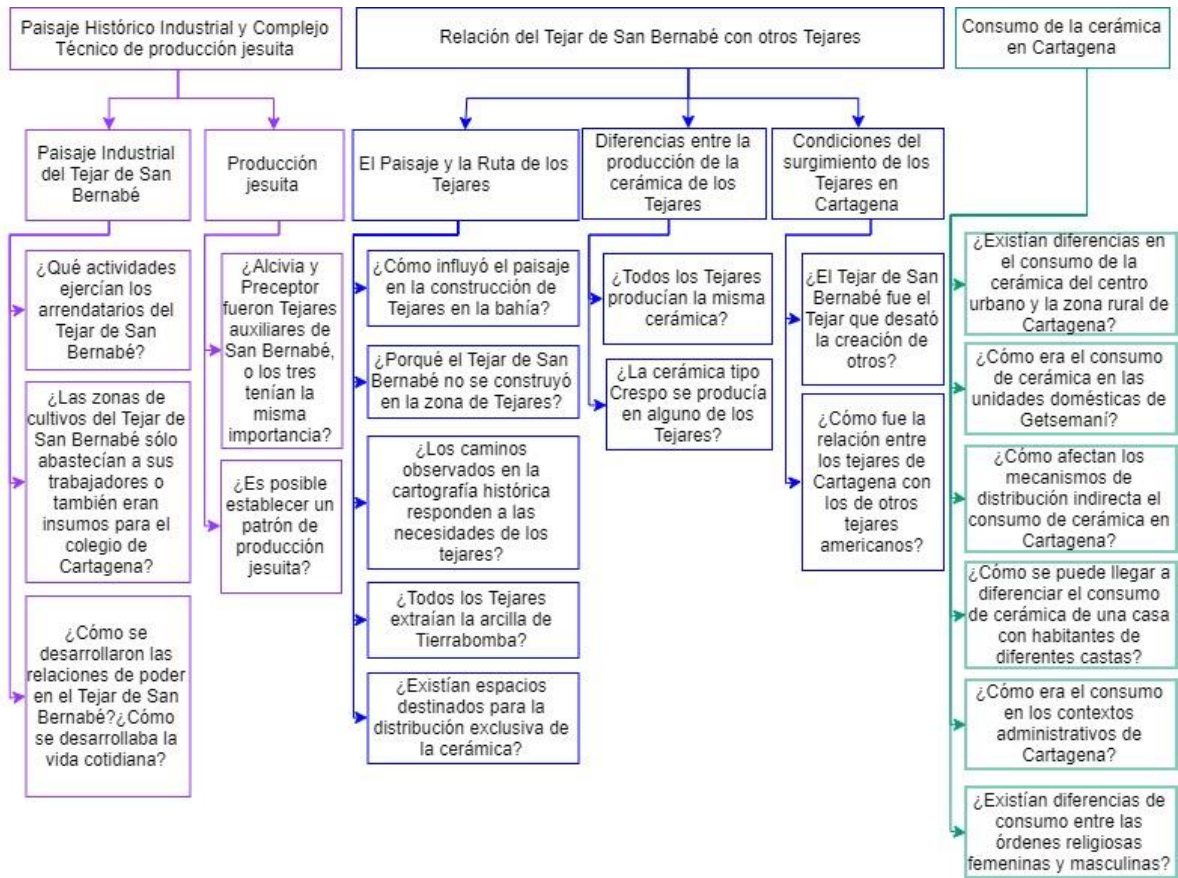 Paisaje Histórico Industrial y Complejo
Técnico de producción jesuita
Relación del Tejar de San Bernabé con otros Tejares
Consumo de la cerámica
en Cartagena
Paisaje Industrial
del Tejar de San
Bernabé
Producción
jesuita
El Paisaje y la Ruta de los
Tejares
Diferencias entre la
producción de la
cerámica de los
Tejares
Condiciones del
surgimiento de los
Tejares en
Cartagena
¿Qué actividades
ejercían los
arrendatarios del
Tejar de San
Bernabé?
¿Las zonas de
cultivos del Tejar de
San Bernabé sólo
abastecían a sus
trabajadores o
también eran
insumos para el
colegio de
Cartagena?
¿Cómo se
desarrollaron las
relaciones de poder
en el Tejar de San
Bernabé?¿Cómo
se desarrollaba la
vida cotidiana?
¿Alcivia y
Preceptor
fueron Tejares
auxiliares de
San Bernabé,
o los tres
tenían la
misma
importancia?
¿Es posible
establecer un
patrón de
producción
jesuita?
¿Cómo influyó el paisaje
en la construcción de
Tejares en la bahía?
¿Porqué el Tejar de San
Bernabé no se construyó
en la zona de Tejares?
¿Los caminos
observados en la
cartografía histórica
responden a las
necesidades de los
tejares?
¿Todos los Tejares
extraían la arcilla de
Tierrabomba?
¿Existían espacios
destinados para la
distribución exclusiva de
la cerámica?
¿Todos los Tejares
producían la misma
cerámica?
¿La cerámica tipo
Crespo se producía
en alguno de los
Tejares?
¿El Tejar de San
Bernabé fue el
Tejar que desató
la creación de
otros?
¿Cómo fue la
relación entre
los tejares de
Cartagena con
los de otros
tejares
americanos?
¿Existían diferencias en
el consumo de la
cerámica del centro
urbano y la zona rural de
Cartagena?
¿Cómo era el consumo
de cerámica en las
unidades domésticas de
Getsemaní?
¿Cómo afectan los
mecanismos de
distribución indirecta el
consumo de cerámica en
Cartagena?
¿Cómo se puede llegar a
diferenciar el consumo
de cerámica de una casa
con habitantes de
diferentes castas?
¿Cómo era el consumo
en los contextos
administrativos de
Cartagena?
¿Existían diferencias de
consumo entre las
órdenes religiosas
femeninas y masculinas?